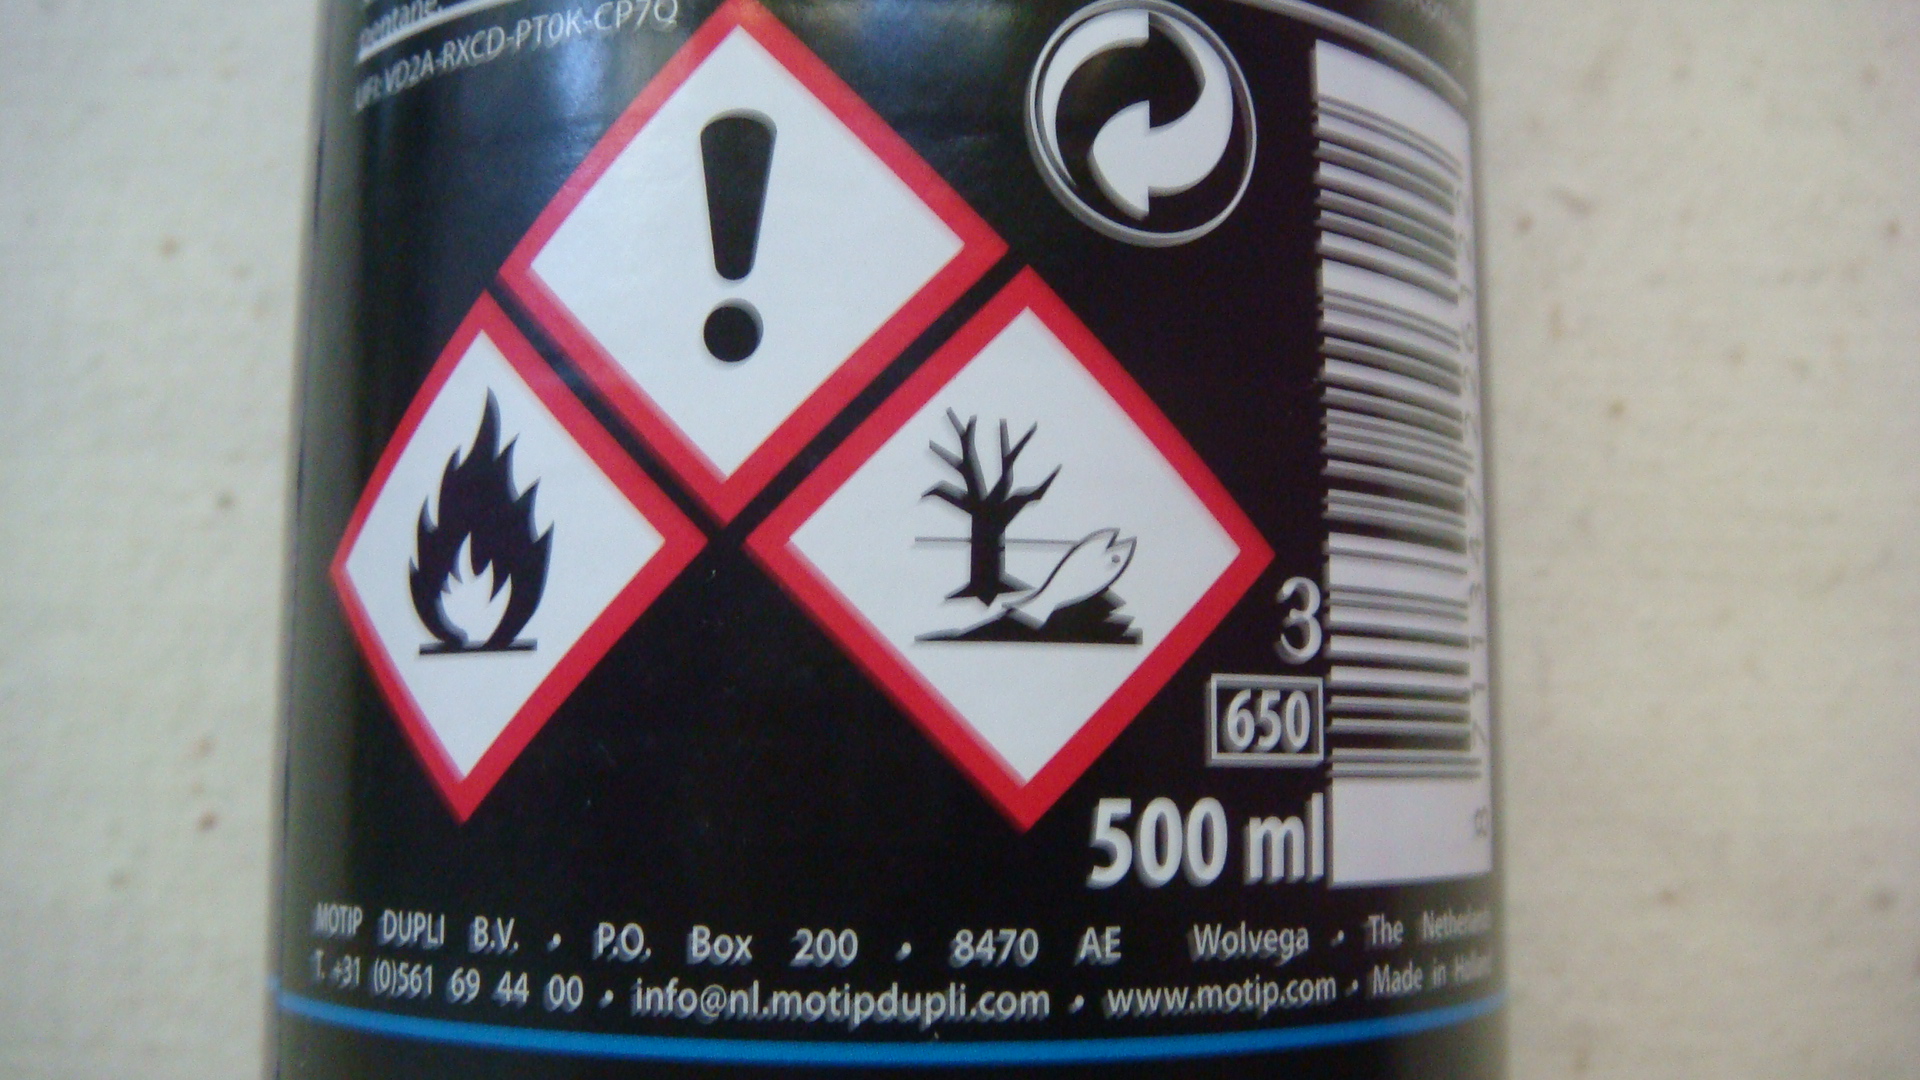 pentane.
UFI: VD2A-RXCD-PT0K-CP7Q
3
650
500 ml
MOTIP DUPLI B.V. • P.O. Box 200 • 8470 AE Wolvega • The Netherlands
T. +31 (0)561 69 44 00 • info@nl.motipdupli.com • www.motip.com • Made in Holland